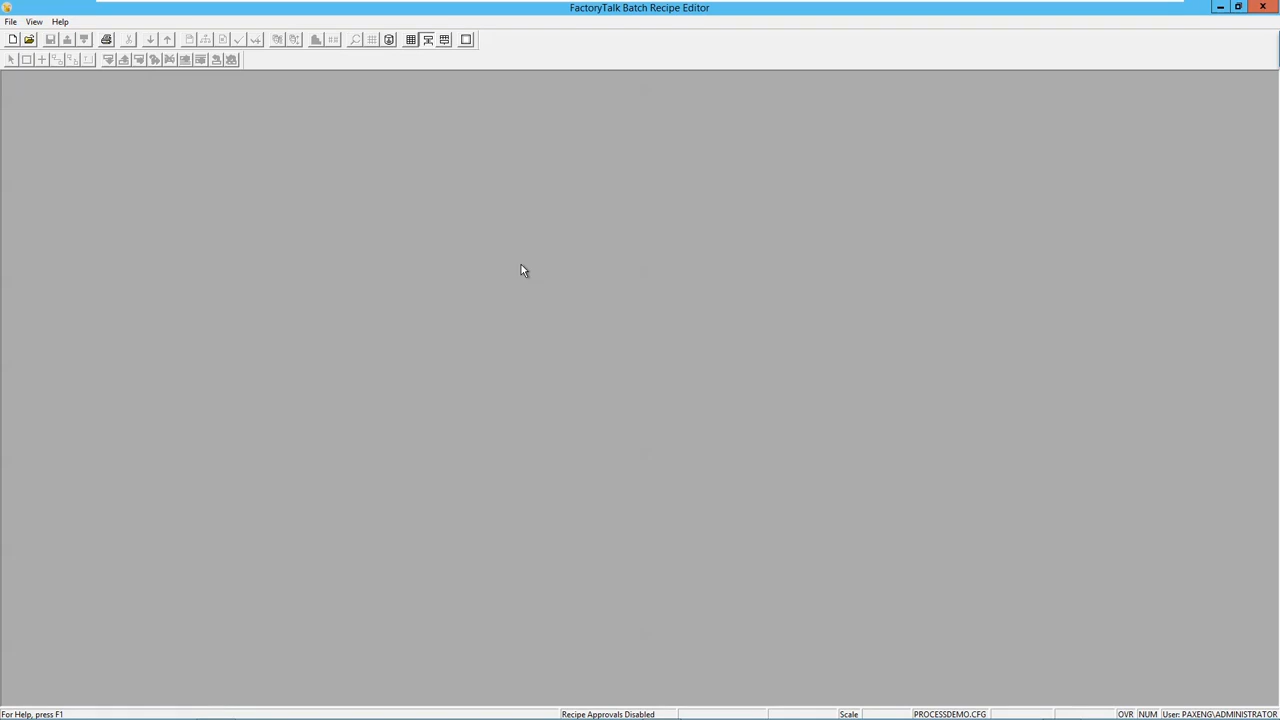 FactoryTalk Batch Recipe Editor
File View Help
For Help, press F1 Recipe Approvals Disabled Scale PROCESSDEMO.CFG OVR NUM User: PAXENG\ADMINISTRATOR